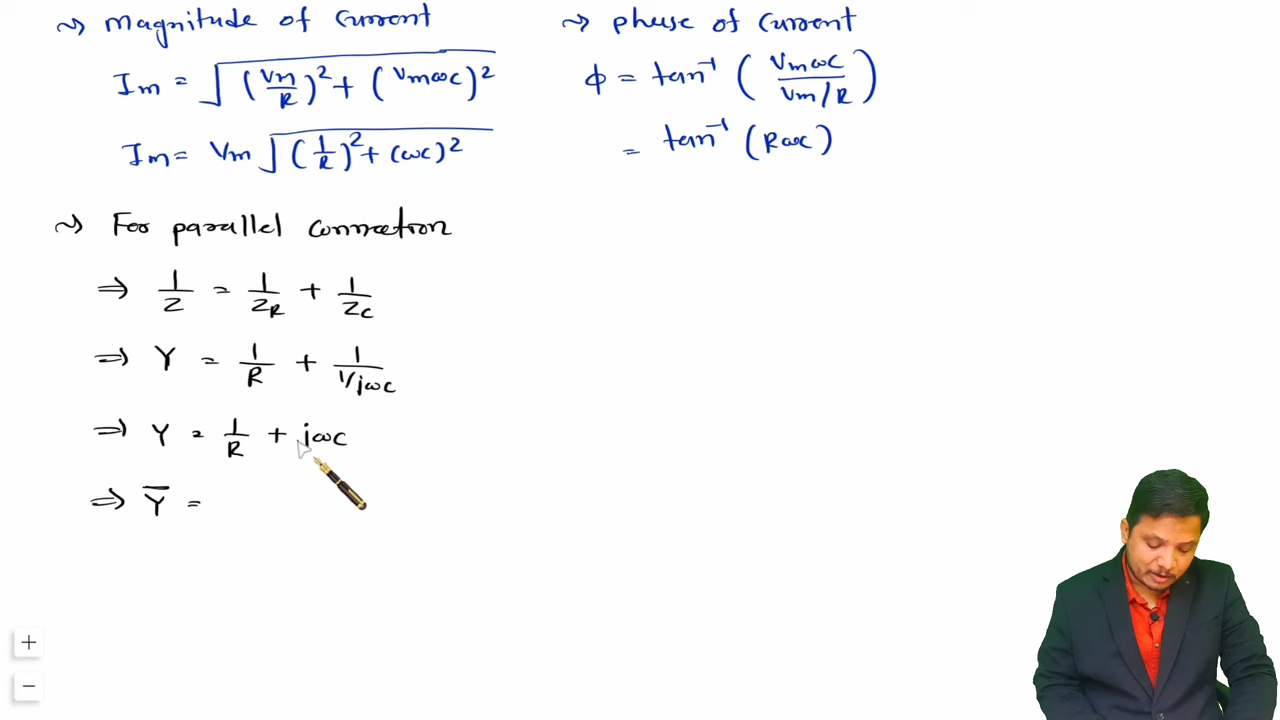 ~> Magnitude of Current
Im = √((Vm/R)² + (VmωC)²)
Im = Vm √((1/R)² + (ωC)²)
~> phase of Current
ϕ = tan⁻¹ (VmωC / Vm/R)
= tan⁻¹ (RωC)
~> For parallel Connection
⇒ 1/Z = 1/ZR + 1/ZC
⇒ Y = 1/R + 1/(1/jωC)
⇒ Y = 1/R + jωC
⇒ Y̅ =
+
−